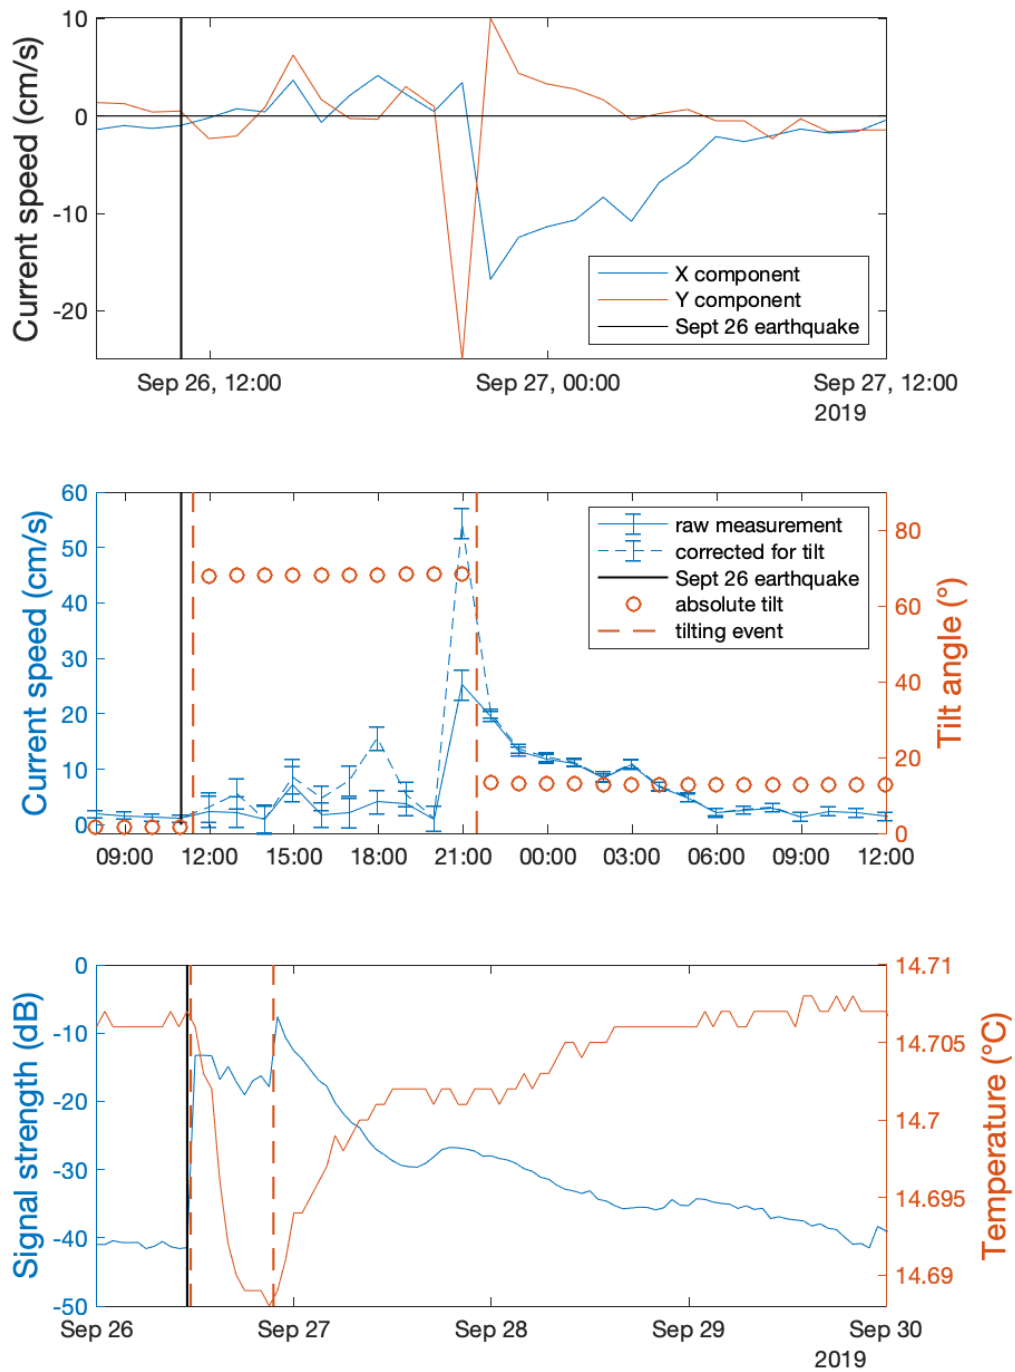 Current speed (cm/s)
10
0
-10
-20
X component
Y component
Sept 26 earthquake
Sep 26, 12:00
Sep 27, 00:00
Sep 27, 12:00
2019
Current speed (cm/s)
60
50
40
30
20
10
0
raw measurement
corrected for tilt
Sept 26 earthquake
absolute tilt
tilting event
80
60
40
20
0
Tilt angle (°)
09:00 12:00 15:00 18:00 21:00 00:00 03:00 06:00 09:00 12:00
Signal strength (dB)
0
-10
-20
-30
-40
-50
14.71
14.705
14.7
14.695
14.69
Temperature (°C)
Sep 26 Sep 27 Sep 28 Sep 29 Sep 30
2019